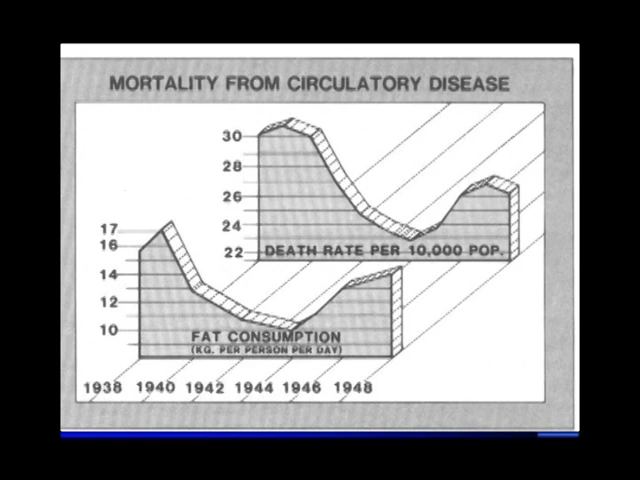 MORTALITY FROM CIRCULATORY DISEASE
30
28
26
24
22
DEATH RATE PER 10,000 POP.
17
16
14
12
10
FAT CONSUMPTION
(KG. PER PERSON PER DAY)
1938 1940 1942 1944 1946 1948